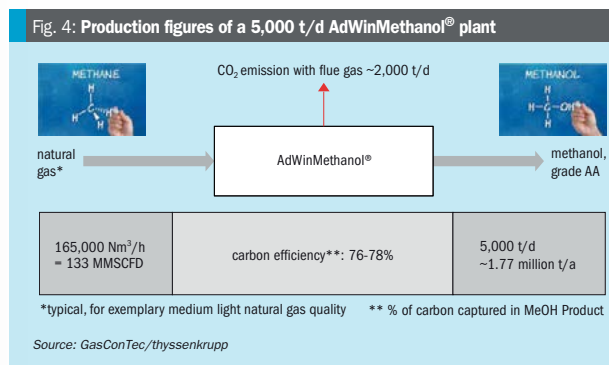 Fig. 4: Production figures of a 5,000 t/d AdWinMethanol® plant
METHANE
H
H
C
H
H
CO₂ emission with flue gas ~2,000 t/d
METHANOL
H
H-C-OH
H
natural
gas*
AdWinMethanol®
methanol,
grade AA
165,000 Nm³/h
= 133 MMSCFD
carbon efficiency**: 76-78%
5,000 t/d
~1.77 million t/a
*typical, for exemplary medium light natural gas quality
** % of carbon captured in MeOH Product
Source: GasConTec/thyssenkrupp